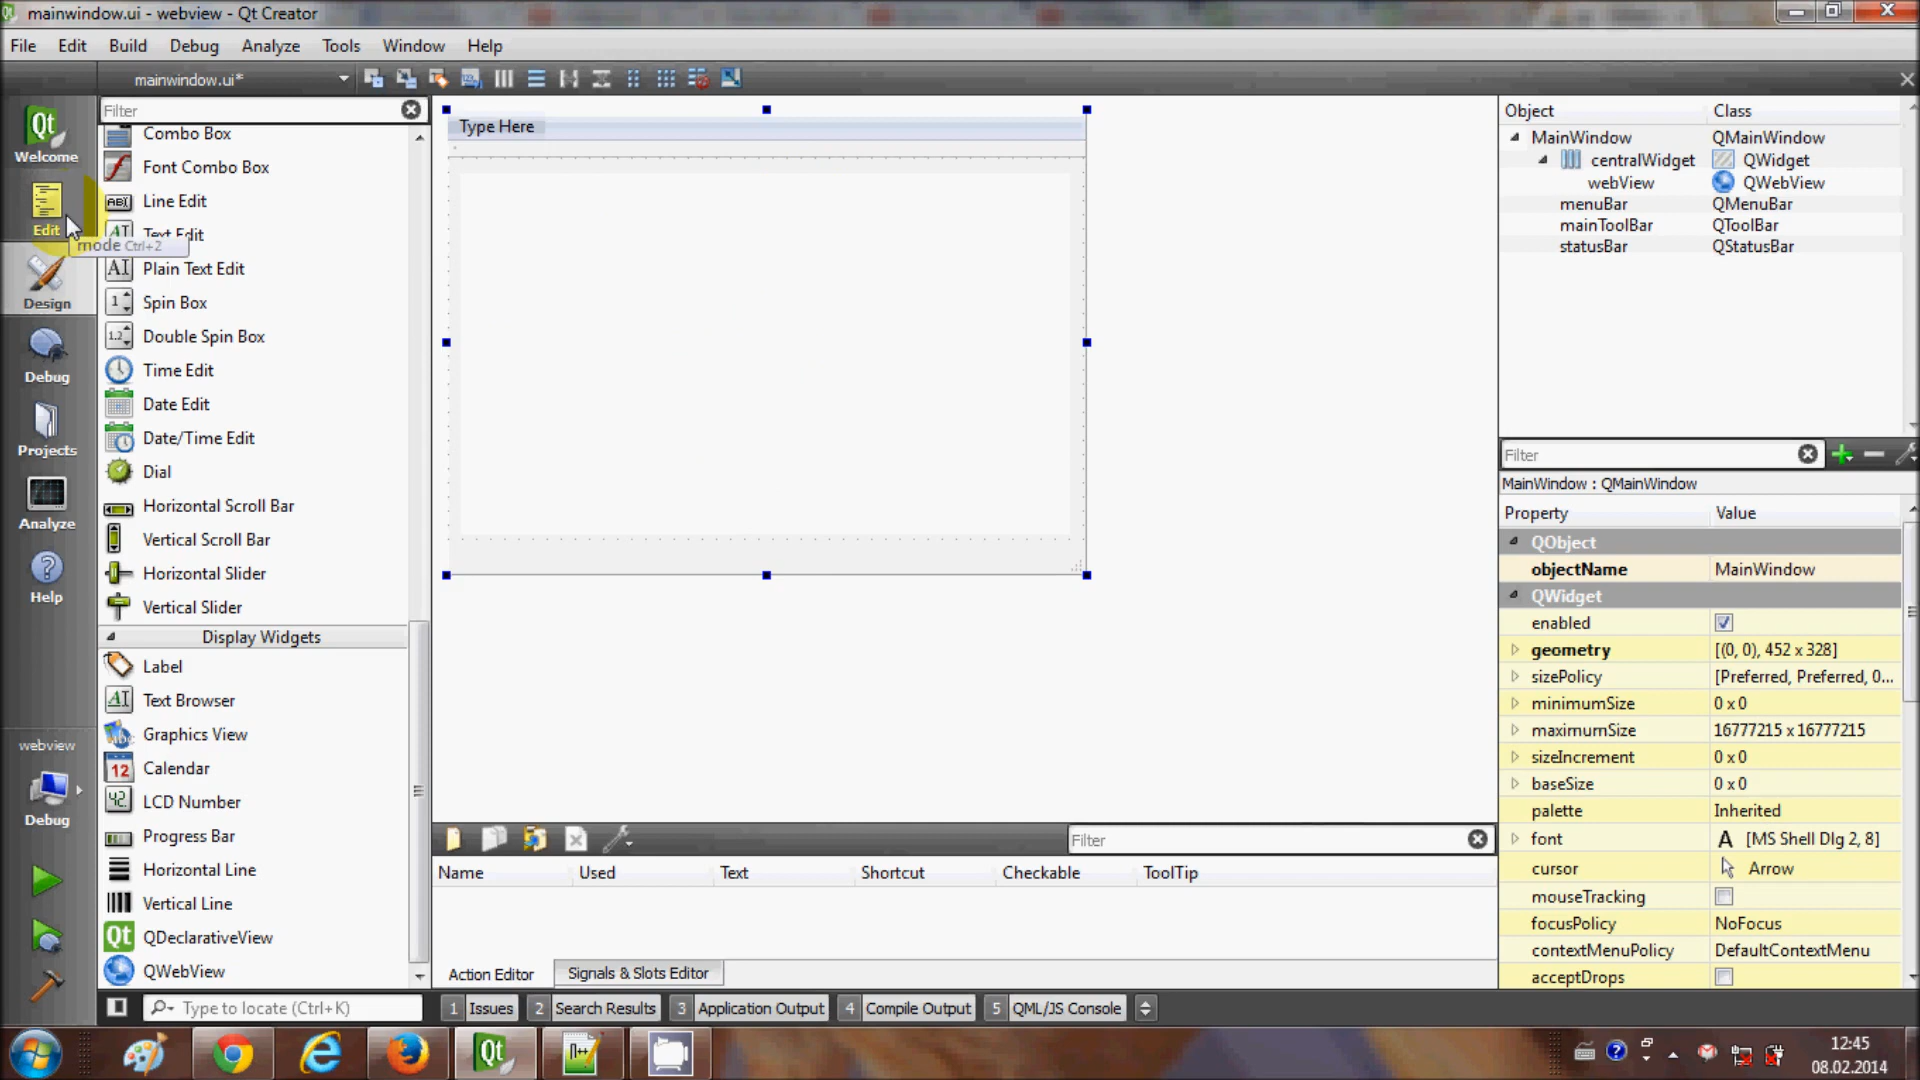 mainwindow.ui - webview - Qt Creator
File Edit Build Debug Analyze Tools Window Help
mainwindow.ui*
Filter
Qt
Welcome
Edit
mode Ctrl+2
Design
Debug
Projects
Analyze
Help
webview
Debug
Combo Box
Font Combo Box
Line Edit
Text Edit
Plain Text Edit
Spin Box
Double Spin Box
Time Edit
Date Edit
Date/Time Edit
Dial
Horizontal Scroll Bar
Vertical Scroll Bar
Horizontal Slider
Vertical Slider
Display Widgets
Label
Text Browser
Graphics View
Calendar
LCD Number
Progress Bar
Horizontal Line
Vertical Line
QDeclarativeView
QWebView
Type Here
Filter
Name Used Text Shortcut Checkable ToolTip
Action Editor Signals & Slots Editor
Object Class
MainWindow QMainWindow
centralWidget QWidget
webView QWebView
menuBar QMenuBar
mainToolBar QToolBar
statusBar QStatusBar
Filter
MainWindow : QMainWindow
Property Value
QObject
objectName MainWindow
QWidget
enabled
geometry [(0, 0), 452 x 328]
sizePolicy [Preferred, Preferred, 0...
minimumSize 0 x 0
maximumSize 16777215 x 16777215
sizeIncrement 0 x 0
baseSize 0 x 0
palette Inherited
font A [MS Shell Dlg 2, 8]
cursor Arrow
mouseTracking
focusPolicy NoFocus
contextMenuPolicy DefaultContextMenu
acceptDrops
Type to locate (Ctrl+K) 1 Issues 2 Search Results 3 Application Output 4 Compile Output 5 QML/JS Console
12:45
08.02.2014